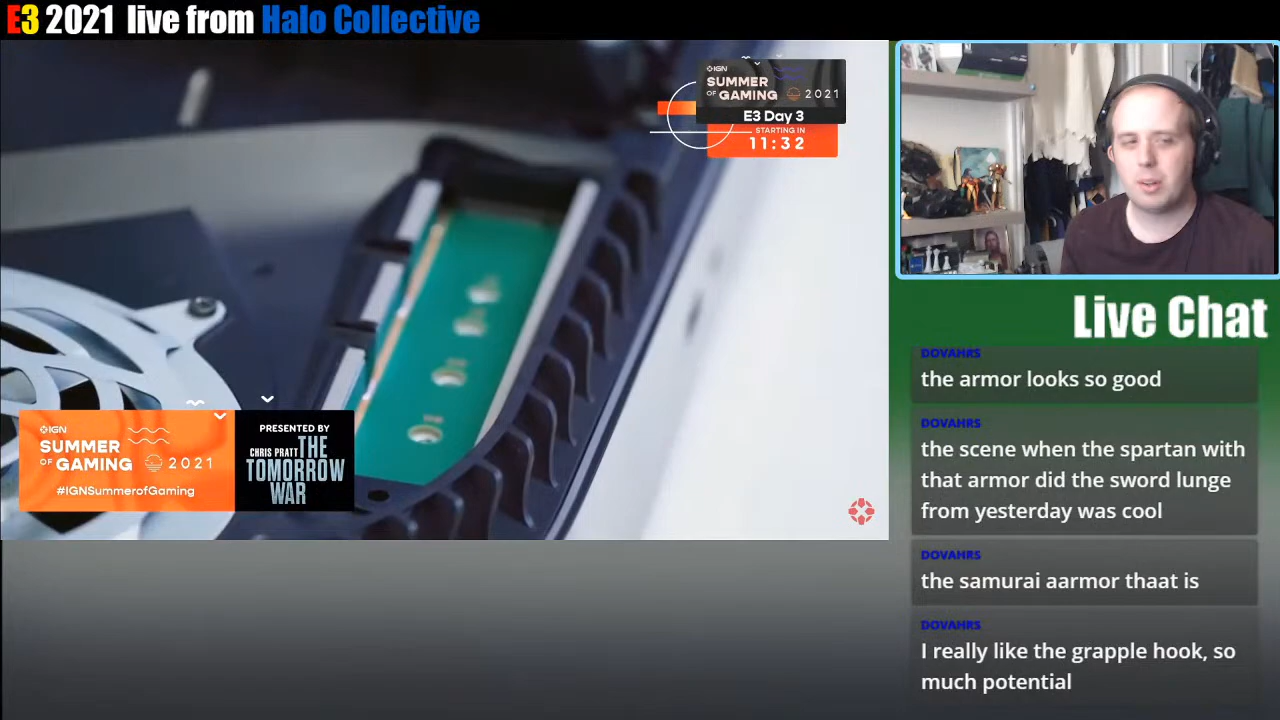 E3 2021 live from Halo Collective
IGN
SUMMER
OF GAMING 2021
E3 Day 3
STARTING IN
11:32
IGN
SUMMER
OF GAMING 2021
#IGNSummerofGaming
PRESENTED BY
CHRIS PRATT THE
TOMORROW
WAR
Live Chat
DOVAHRS
the armor looks so good
DOVAHRS
the scene when the spartan with
that armor did the sword lunge
from yesterday was cool
DOVAHRS
the samurai aarmor thaat is
DOVAHRS
I really like the grapple hook, so
much potential